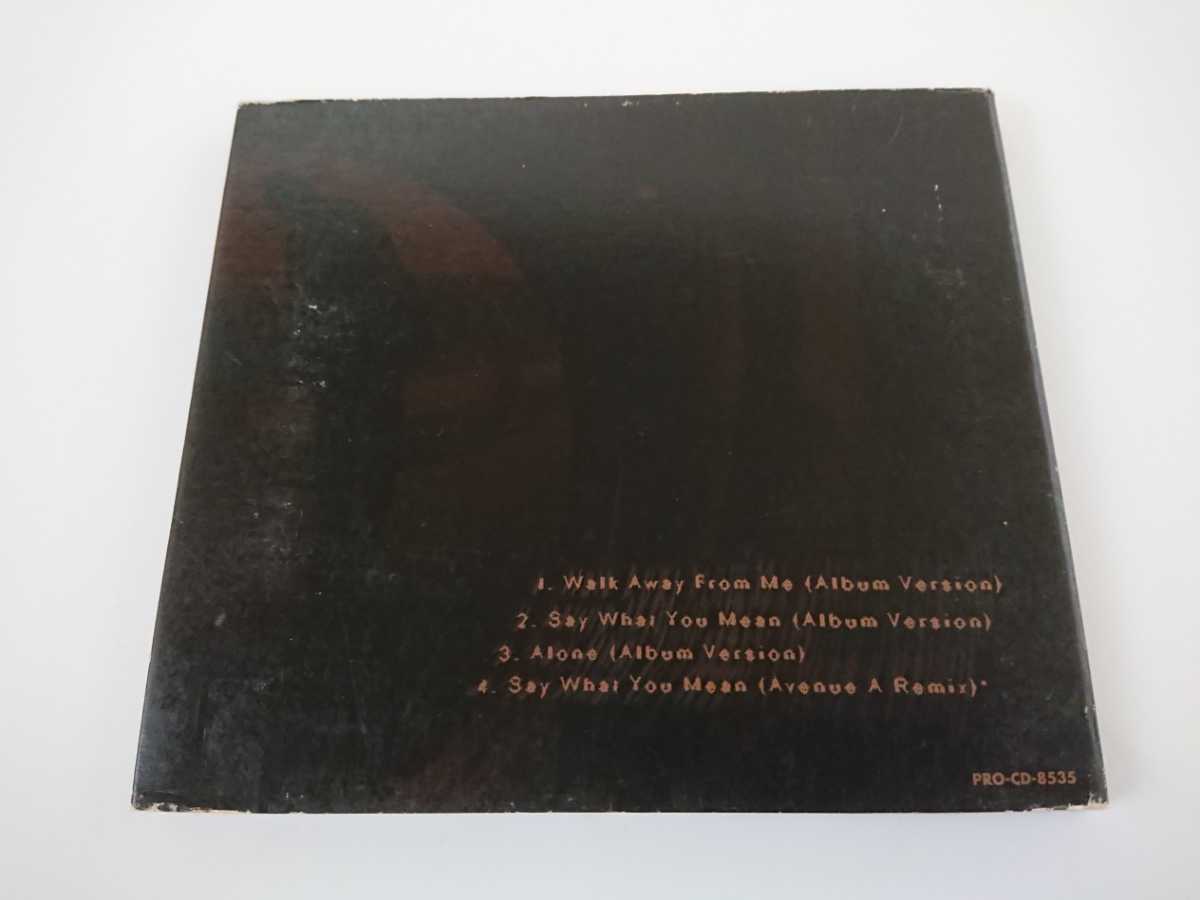 1. Walk Away From Me (Album Version)
2. Say What You Mean (Album Version)
3. Alone (Album Version)
4. Say What You Mean (Avenue A Remix)*
PRO-CD-8535